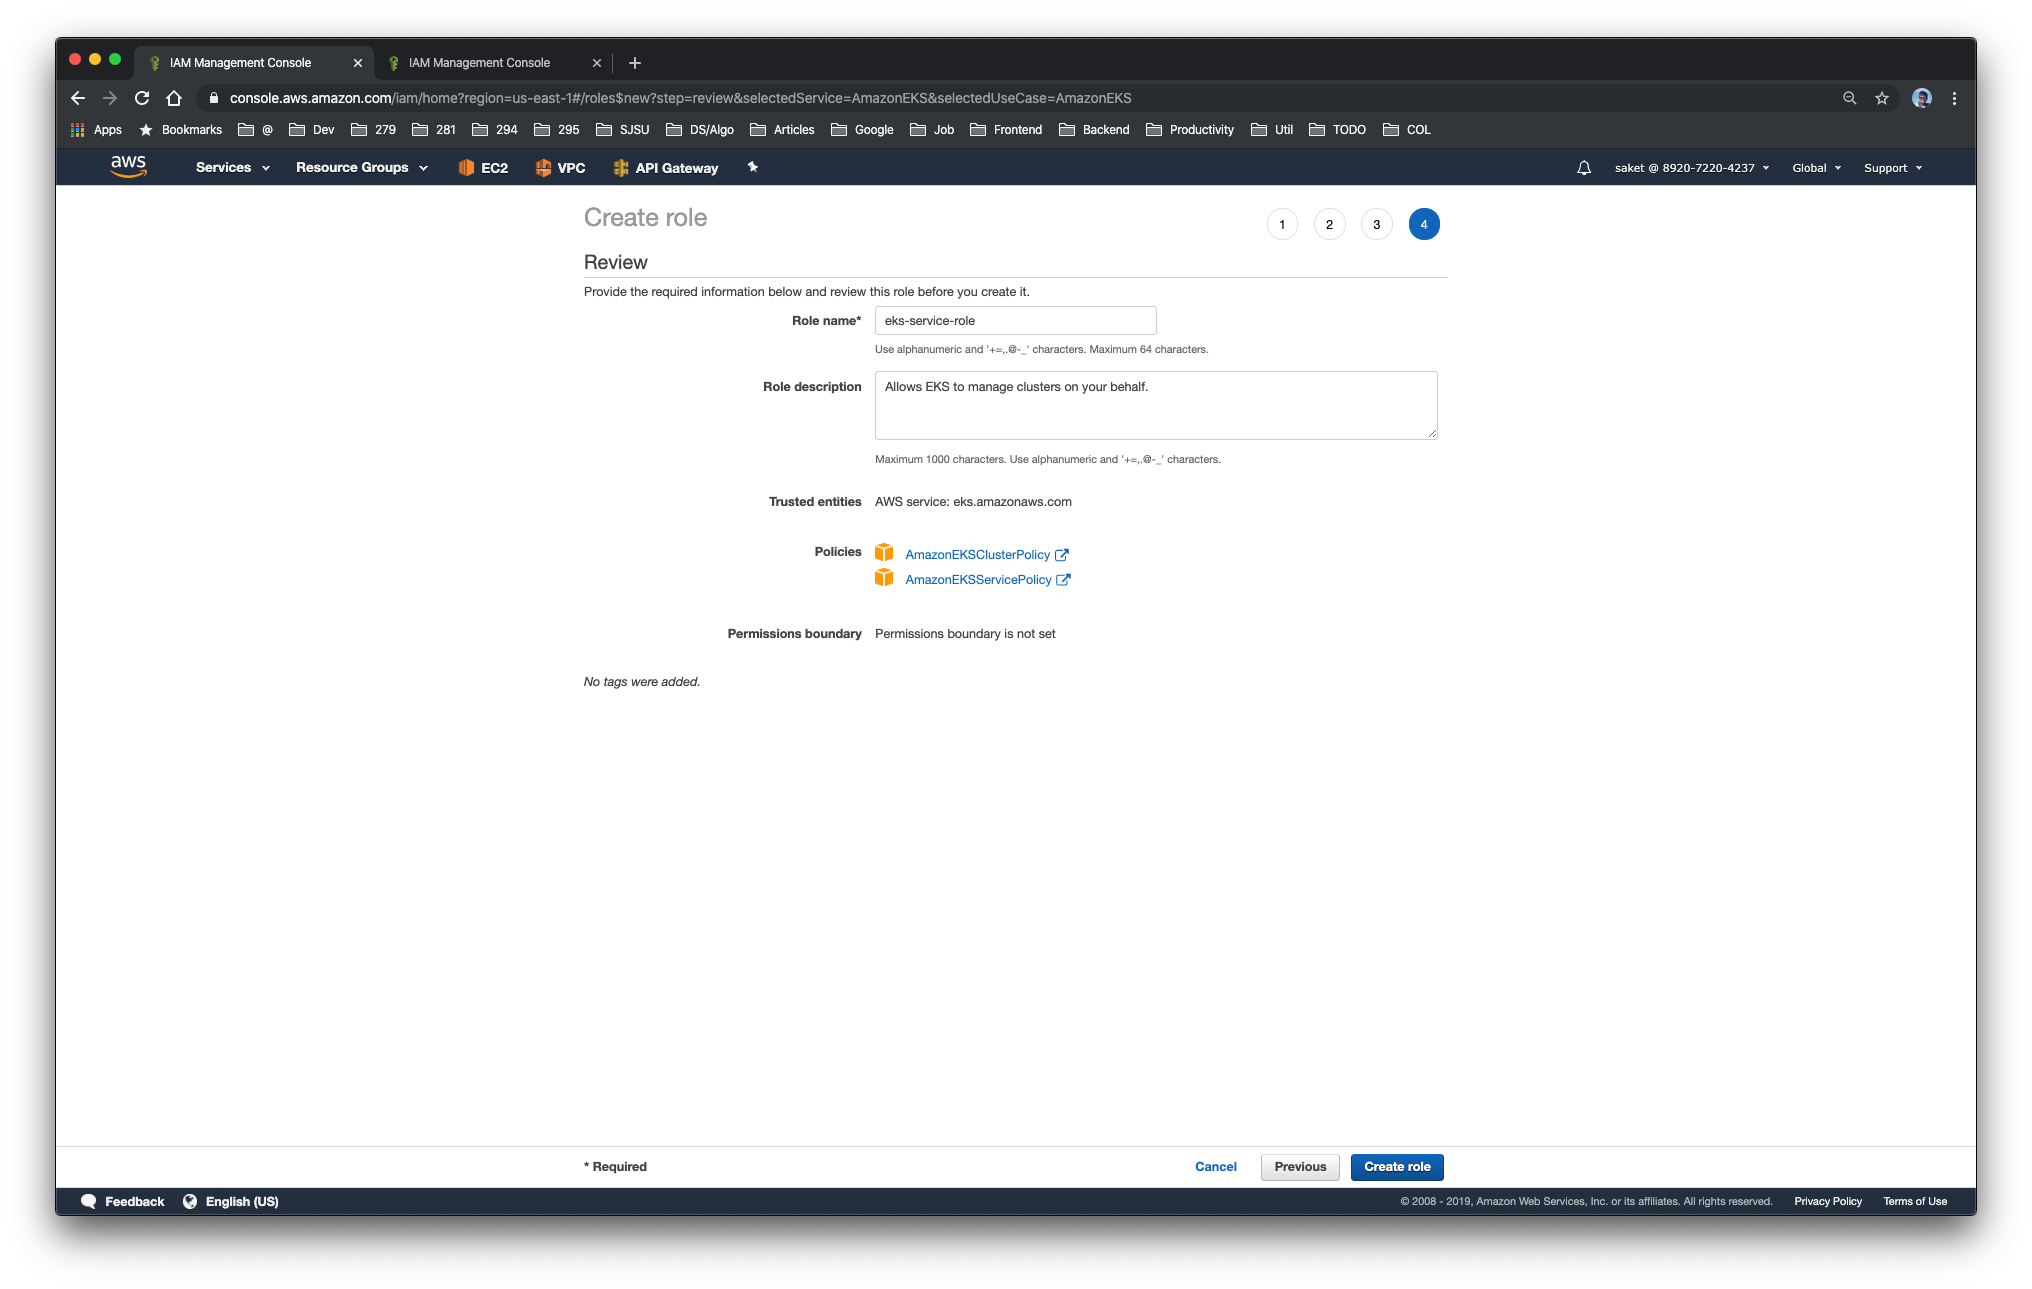 IAM Management Console
IAM Management Console
console.aws.amazon.com/iam/home?region=us-east-1#/roles$new?step=review&selectedService=AmazonEKS&selectedUseCase=AmazonEKS
Apps Bookmarks @ Dev 279 281 294 295 SJSU DS/Algo Articles Google Job Frontend Backend Productivity Util TODO COL
aws Services Resource Groups EC2 VPC API Gateway saket @ 8920-7220-4237 Global Support
Create role 1 2 3 4
Review
Provide the required information below and review this role before you create it.
Role name* eks-service-role
Use alphanumeric and '+=,.@-_' characters. Maximum 64 characters.
Role description Allows EKS to manage clusters on your behalf.
Maximum 1000 characters. Use alphanumeric and '+=,.@-_' characters.
Trusted entities AWS service: eks.amazonaws.com
Policies AmazonEKSClusterPolicy
AmazonEKSServicePolicy
Permissions boundary Permissions boundary is not set
No tags were added.
* Required Cancel Previous Create role
Feedback English (US) © 2008 - 2019, Amazon Web Services, Inc. or its affiliates. All rights reserved. Privacy Policy Terms of Use